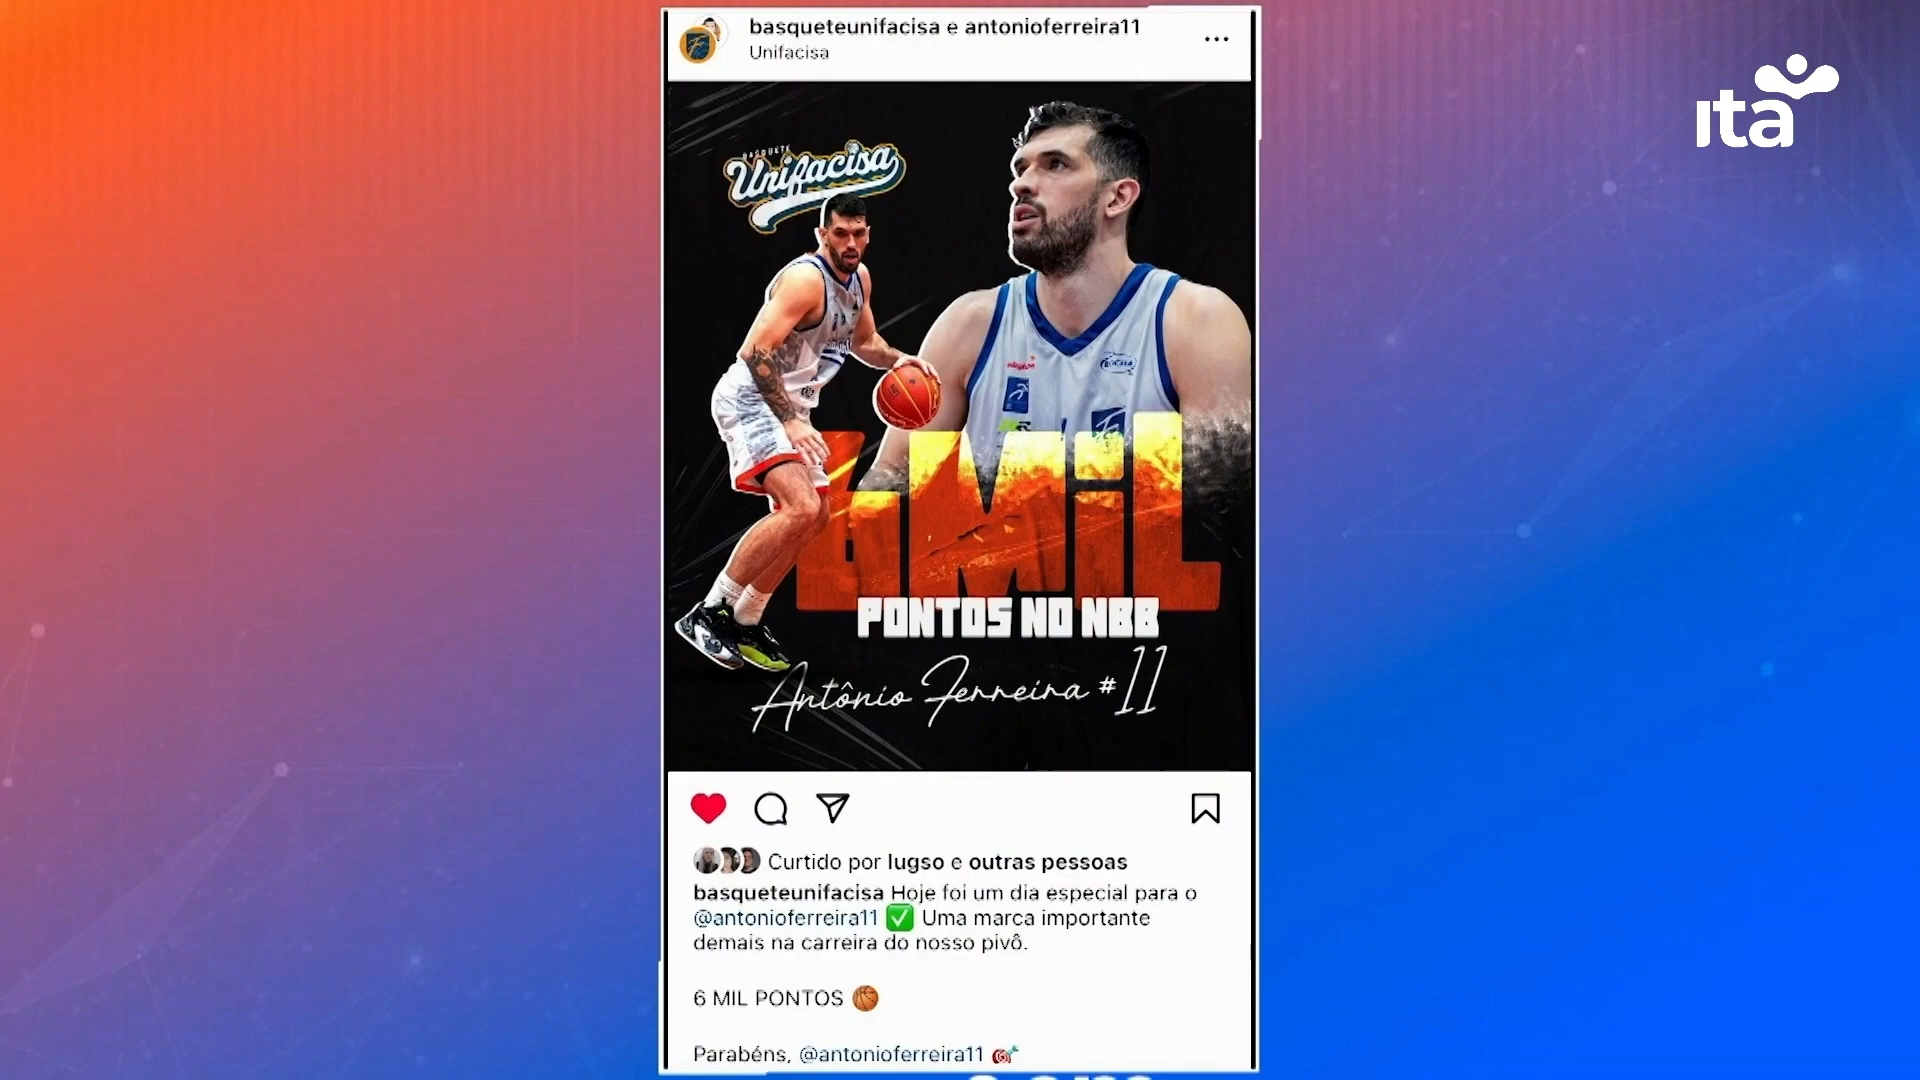 basqueteunifacisa e antonioferreira11
Unifacisa
ıta
BASQUETE
Unifacisa
6MiL
PONTOS NO NBB
Antônio Ferreira #11
Curtido por lugso e outras pessoas
basqueteunifacisa Hoje foi um dia especial para o
@antonioferreira11 ✅ Uma marca importante
demais na carreira do nosso pivô.
6 MIL PONTOS 🏀
Parabéns, @antonioferreira11 🎯